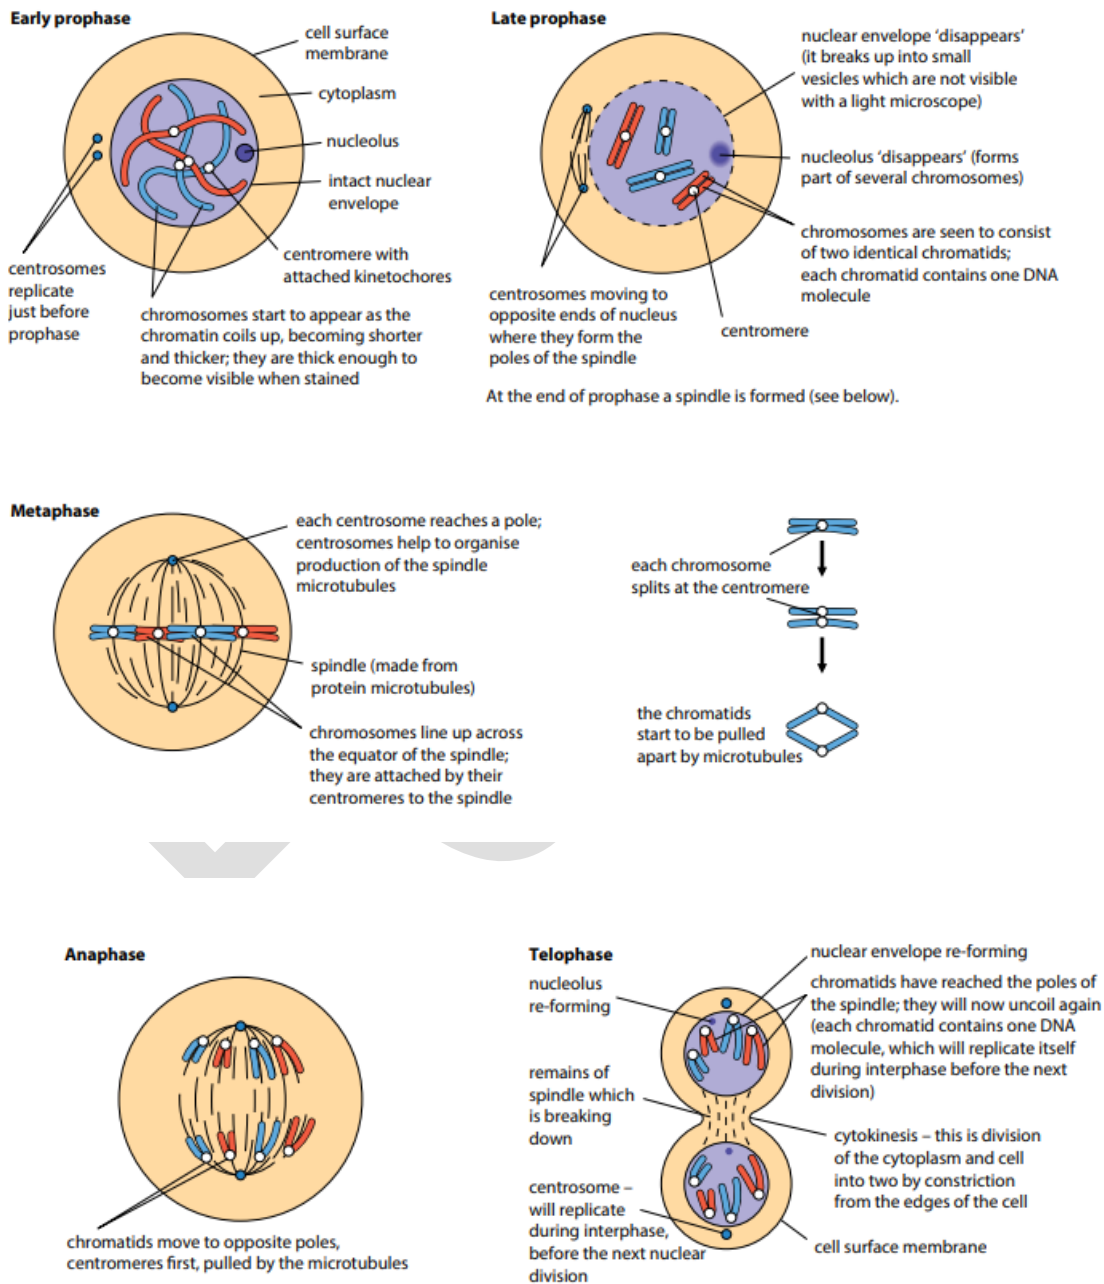 Early prophase
cell surface
membrane
cytoplasm
nucleolus
intact nuclear
envelope
centromere with
attached kinetochores
centrosomes
replicate
just before
prophase
chromosomes start to appear as the
chromatin coils up, becoming shorter
and thicker; they are thick enough to
become visible when stained
Late prophase
nuclear envelope ‘disappears’
(it breaks up into small
vesicles which are not visible
with a light microscope)
nucleolus ‘disappears’ (forms
part of several chromosomes)
chromosomes are seen to consist
of two identical chromatids;
each chromatid contains one DNA
molecule
centromere
centrosomes moving to
opposite ends of nucleus
where they form the
poles of the spindle
At the end of prophase a spindle is formed (see below).
Metaphase
each centrosome reaches a pole;
centrosomes help to organise
production of the spindle
microtubules
spindle (made from
protein microtubules)
chromosomes line up across
the equator of the spindle;
they are attached by their
centromeres to the spindle
each chromosome
splits at the centromere
the chromatids
start to be pulled
apart by microtubules
Anaphase
chromatids move to opposite poles,
centromeres first, pulled by the microtubules
Telophase
nucleolus
re-forming
remains of
spindle which
is breaking
down
centrosome –
will replicate
during interphase,
before the next nuclear
division
nuclear envelope re-forming
chromatids have reached the poles of
the spindle; they will now uncoil again
(each chromatid contains one DNA
molecule, which will replicate itself
during interphase before the next
division)
cytokinesis – this is division
of the cytoplasm and cell
into two by constriction
from the edges of the cell
cell surface membrane